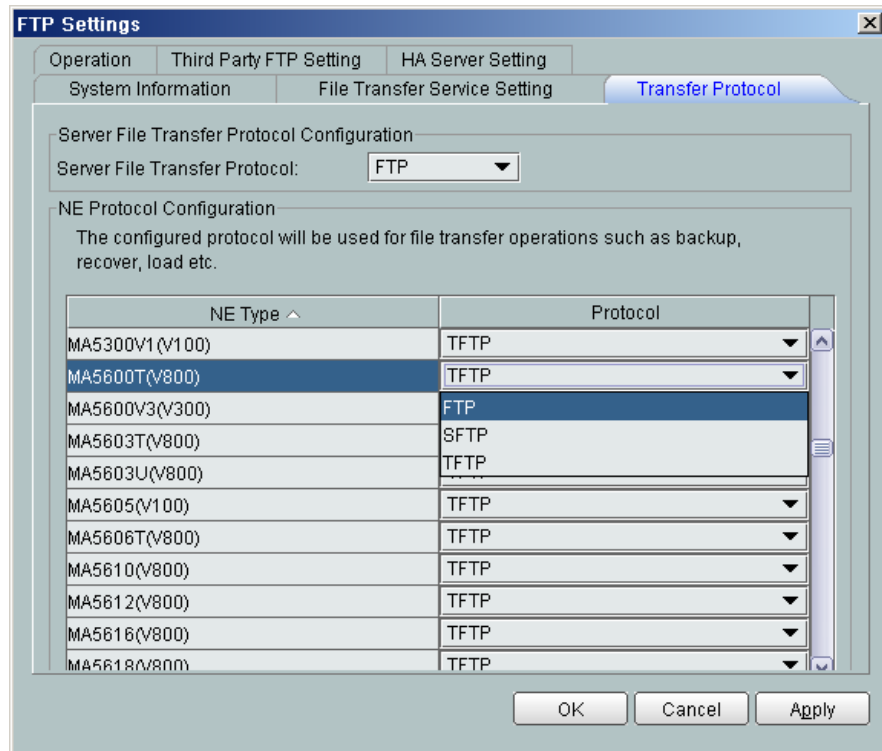 FTP Settings
Operation Third Party FTP Setting HA Server Setting
System Information File Transfer Service Setting Transfer Protocol
Server File Transfer Protocol Configuration
Server File Transfer Protocol: FTP
NE Protocol Configuration
The configured protocol will be used for file transfer operations such as backup,
recover, load etc.
NE Type Protocol
MA5300V1(V100) TFTP
MA5600T(V800) TFTP
MA5600V3(V300) FTP
MA5603T(V800) SFTP
MA5603U(V800) TFTP
MA5605(V100) TFTP
MA5606T(V800) TFTP
MA5610(V800) TFTP
MA5612(V800) TFTP
MA5616(V800) TFTP
MA5618(V800) TFTP
OK Cancel Apply